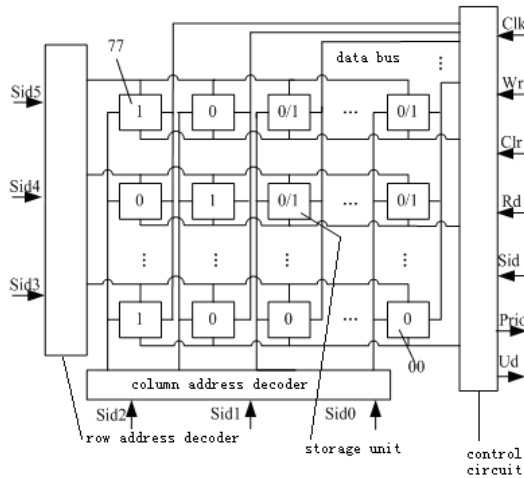 77
data bus
Clk
Wr
Clr
Rd
Sid
Pric
Ud
Sid5
Sid4
Sid3
1 0 0/1 ... 0/1
0 1 0/1 ... 0/1
1 0 0 ... 0
00
column address decoder
Sid2 Sid1 Sid0
row address decoder
storage unit
control
circuit